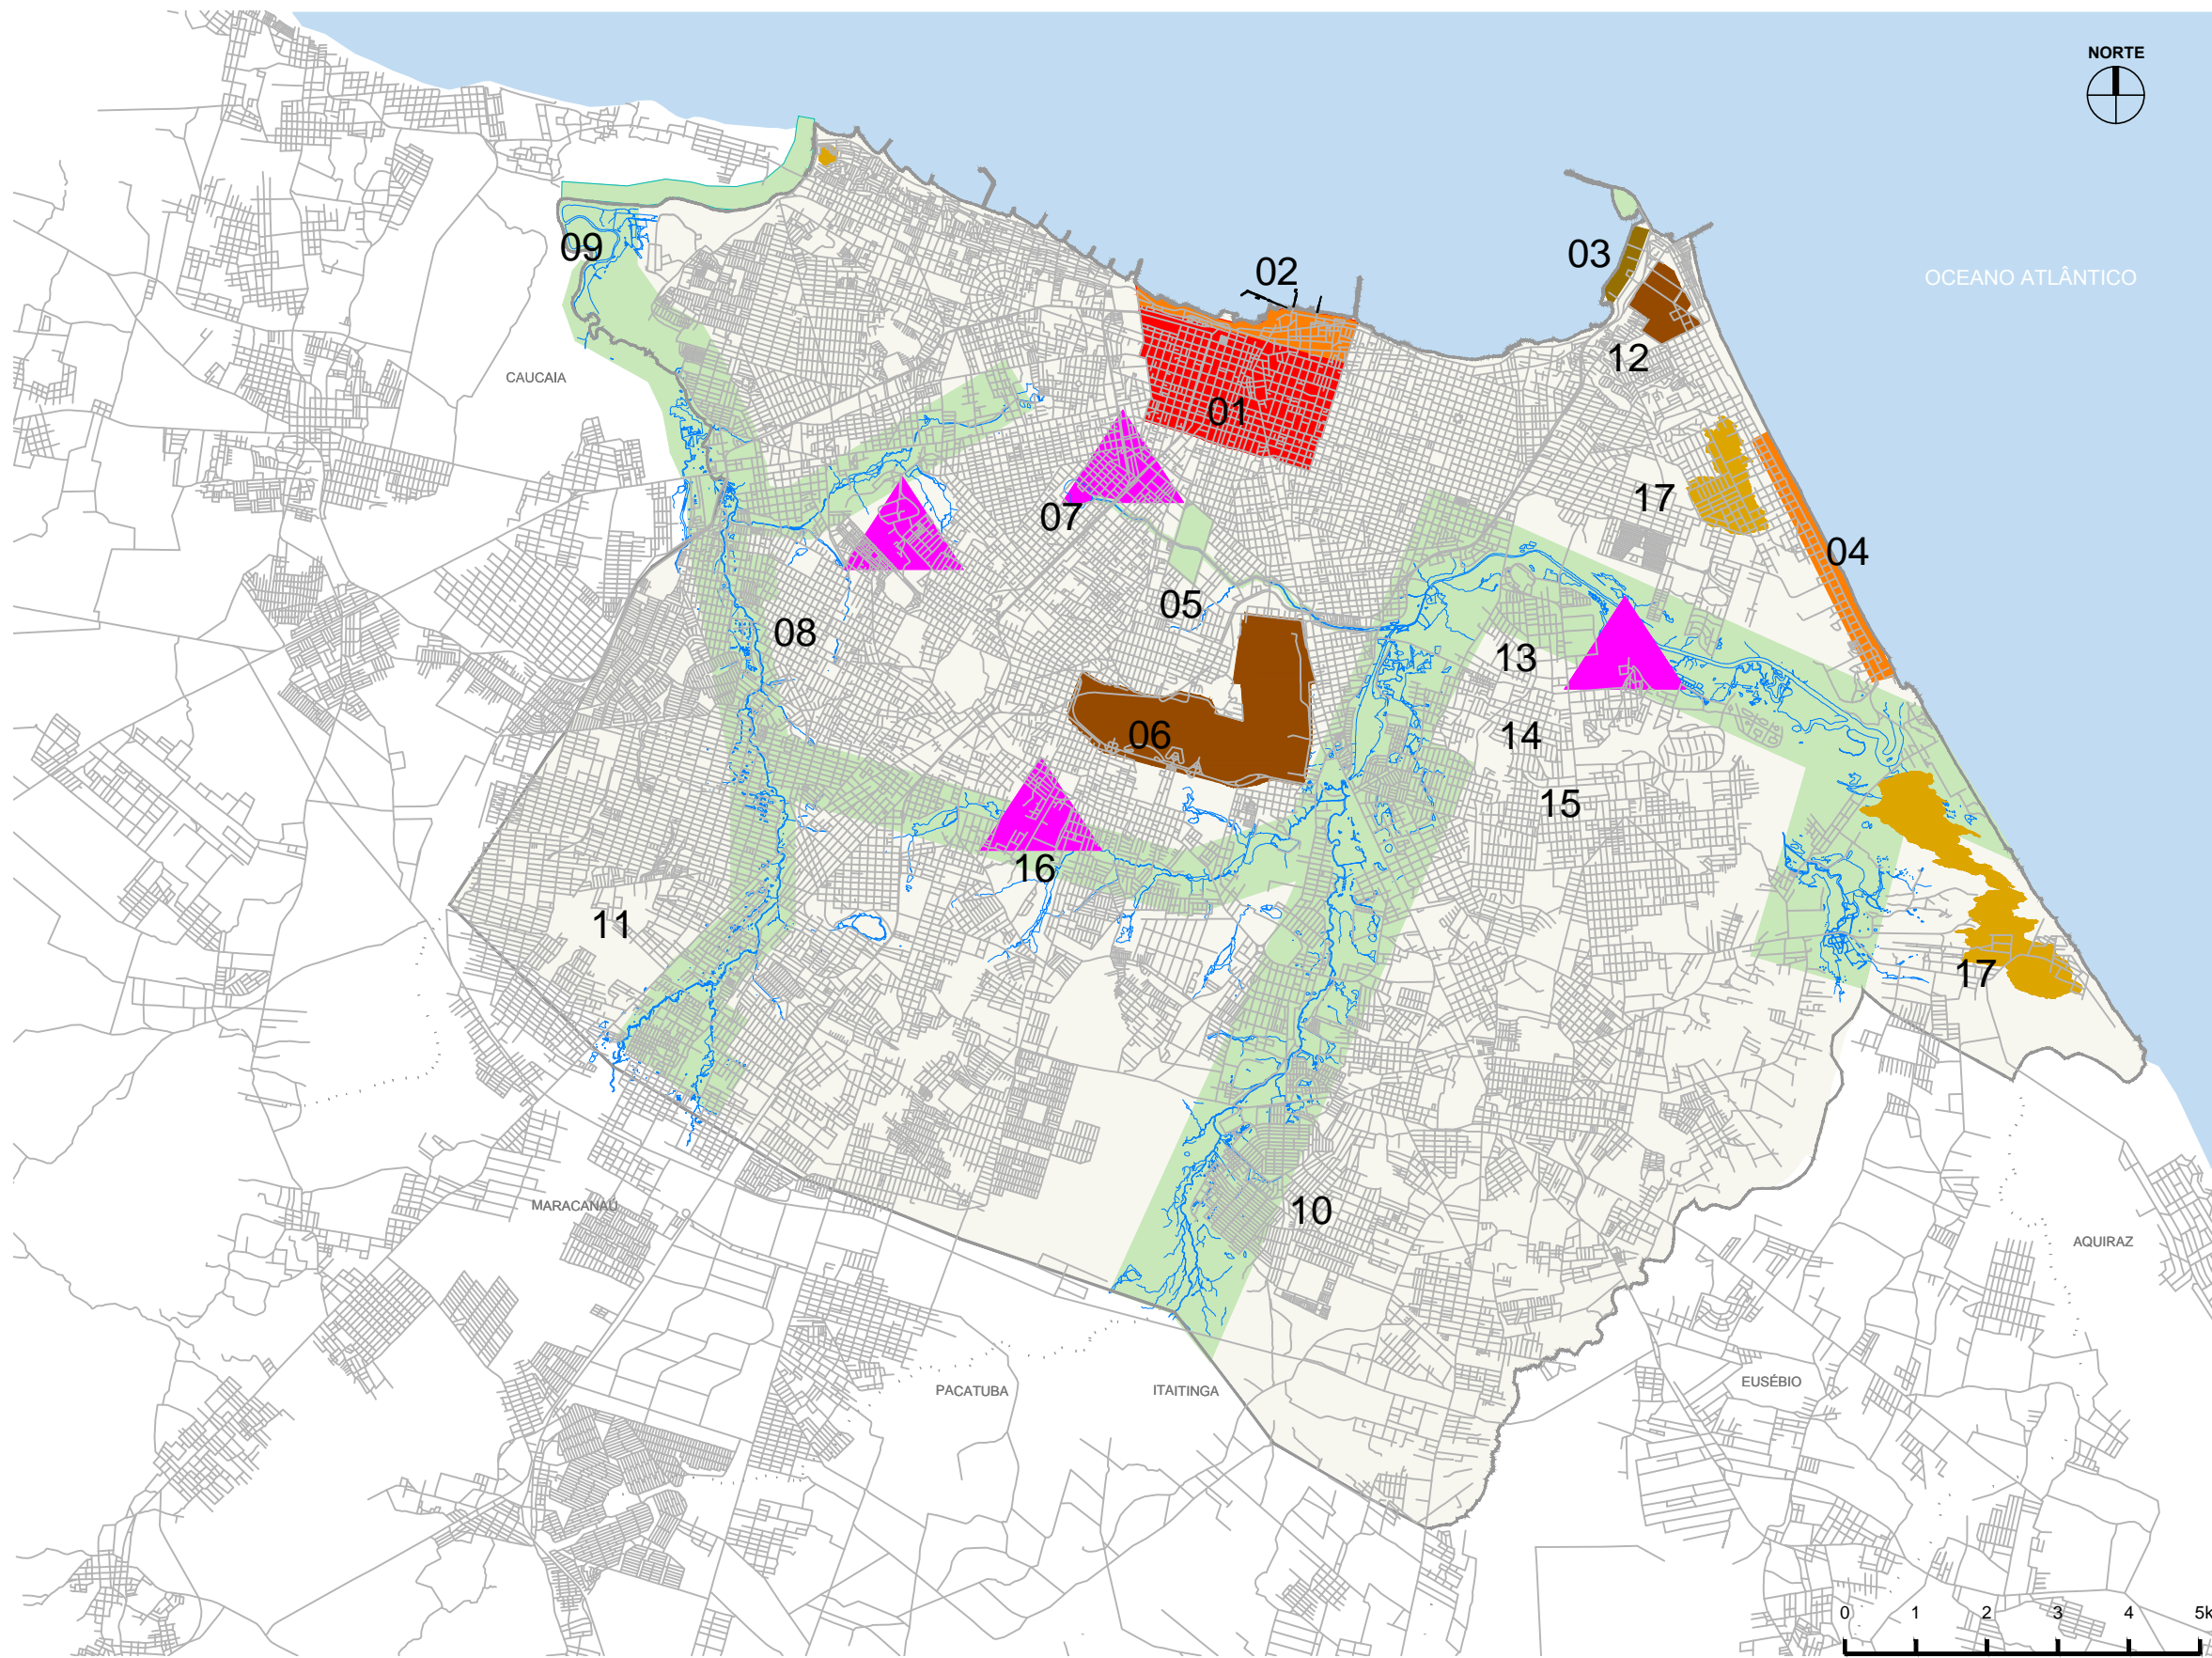 NORTE
03
09
02
OCEANO ATLÂNTICO
12
CAUCAIA
01
17
07
04
05
08
13
06
14
15
16
11
17
MARACANAÚ
10
AQUIRAZ
EUSÉBIO
PACATUBA
ITAITINGA
0 1 2 3 4 5k